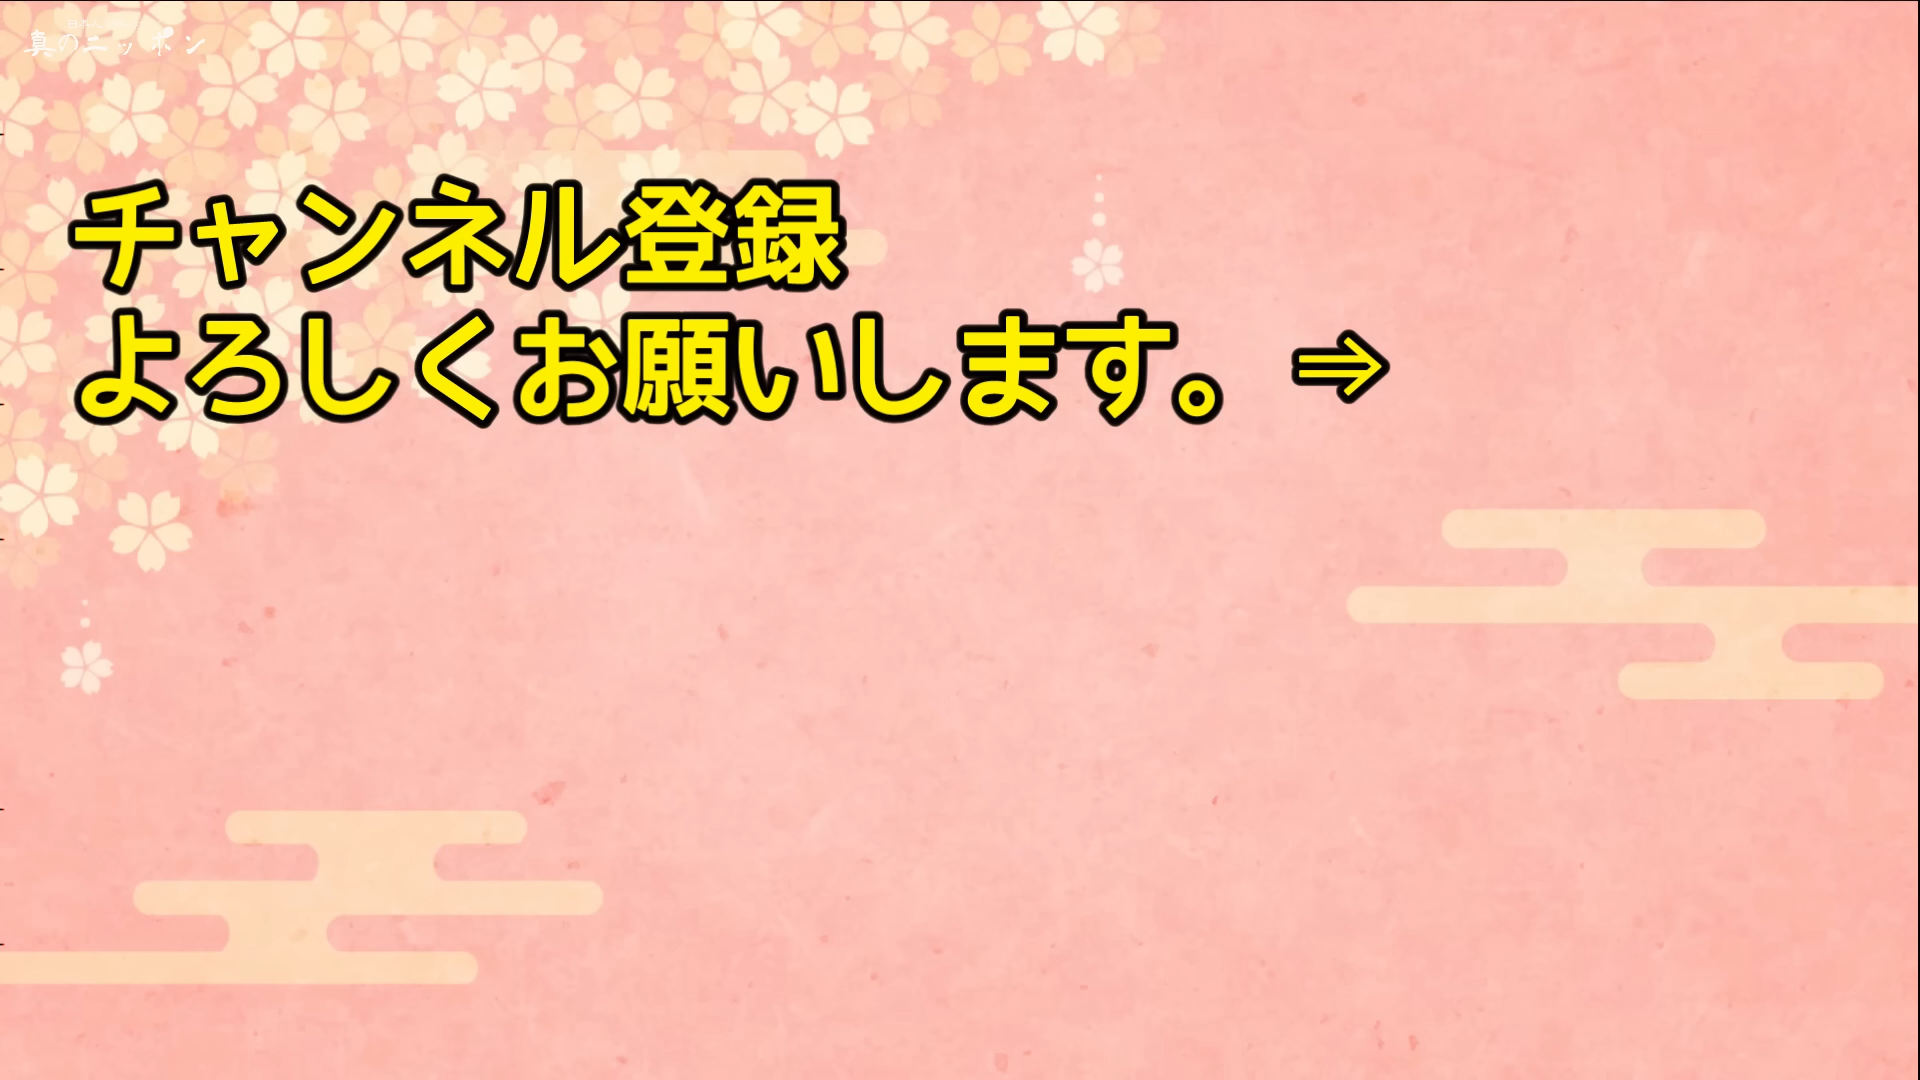 真のニッポン
チャンネル登録
よろしくお願いします。⇒